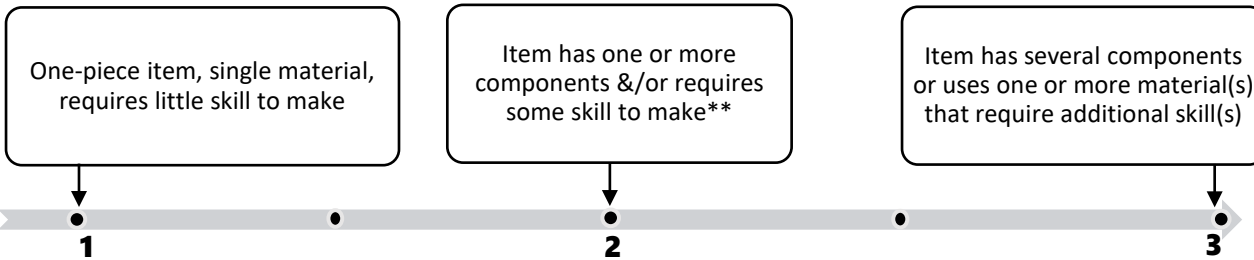 One-piece item, single material,
requires little skill to make
Item has one or more
components &/or requires
some skill to make**
Item has several components
or uses one or more material(s)
that require additional skill(s)
1
2
3